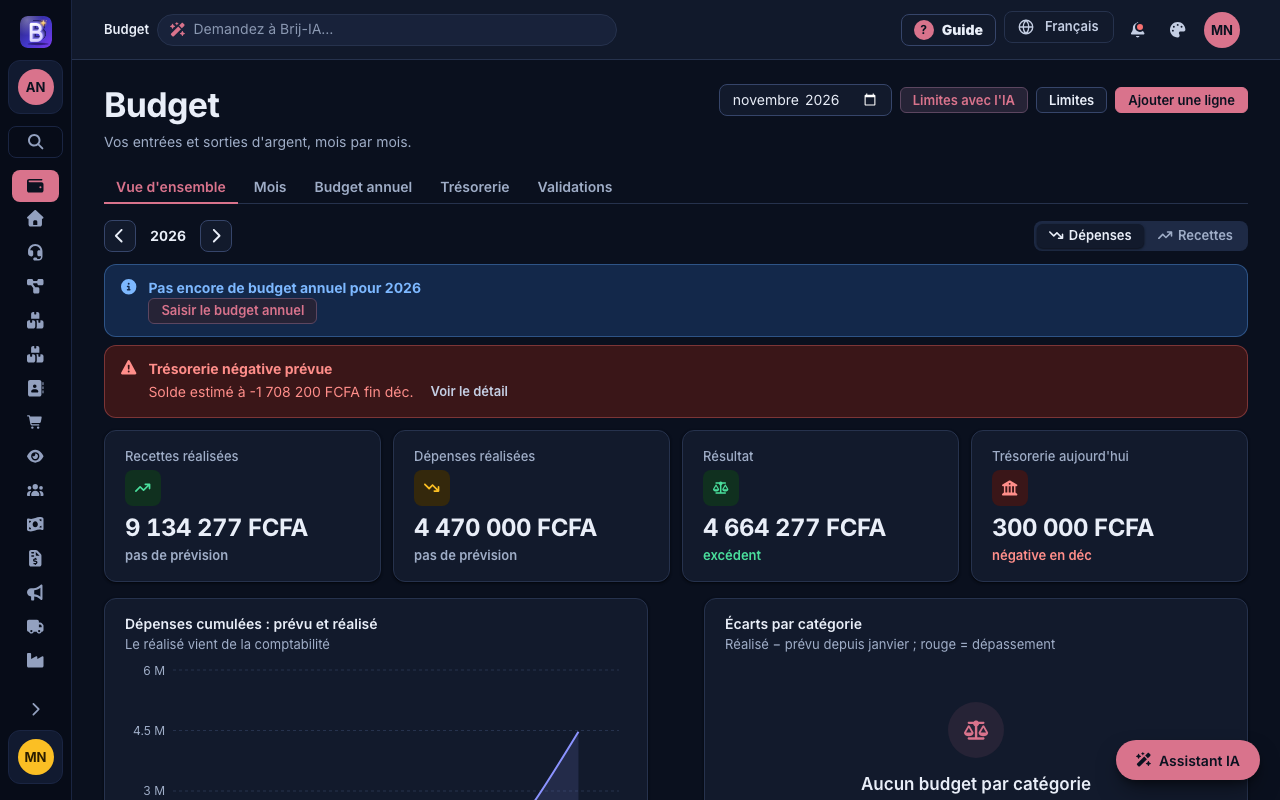 Budget
Demandez à Brij-IA...
? Guide
Français
MN
B
AN
Budget
Vos entrées et sorties d'argent, mois par mois.
novembre 2026
Limites avec l'IA
Limites
Ajouter une ligne
Vue d'ensemble
Mois
Budget annuel
Trésorerie
Validations
2026
Dépenses
Recettes
Pas encore de budget annuel pour 2026
Saisir le budget annuel
Trésorerie négative prévue
Solde estimé à -1 708 200 FCFA fin déc.
Voir le détail
Recettes réalisées
9 134 277 FCFA
pas de prévision
Dépenses réalisées
4 470 000 FCFA
pas de prévision
Résultat
4 664 277 FCFA
excédent
Trésorerie aujourd'hui
300 000 FCFA
négative en déc
Dépenses cumulées : prévu et réalisé
Le réalisé vient de la comptabilité
6 M
4.5 M
3 M
Écarts par catégorie
Réalisé − prévu depuis janvier ; rouge = dépassement
Aucun budget par catégorie
Assistant IA
MN